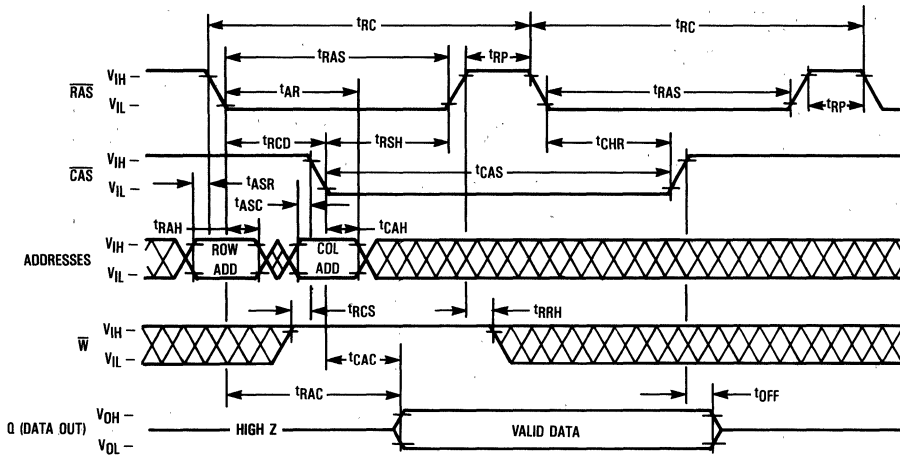 tRC tRC
tRAS tRP
VIH
RAS
VIL
tAR tRAS tRP
tRCD tRSH tCHR
VIH
CAS
VIL
tCAS
tASR
tASC
tRAH tCAH
ADDRESSES
VIH
VIL
ROW ADD
COL ADD
tRCS tRRH
VIH
W
VIL
tCAC
tRAC tOFF
Q (DATA OUT)
VOH
VOL
HIGH Z VALID DATA